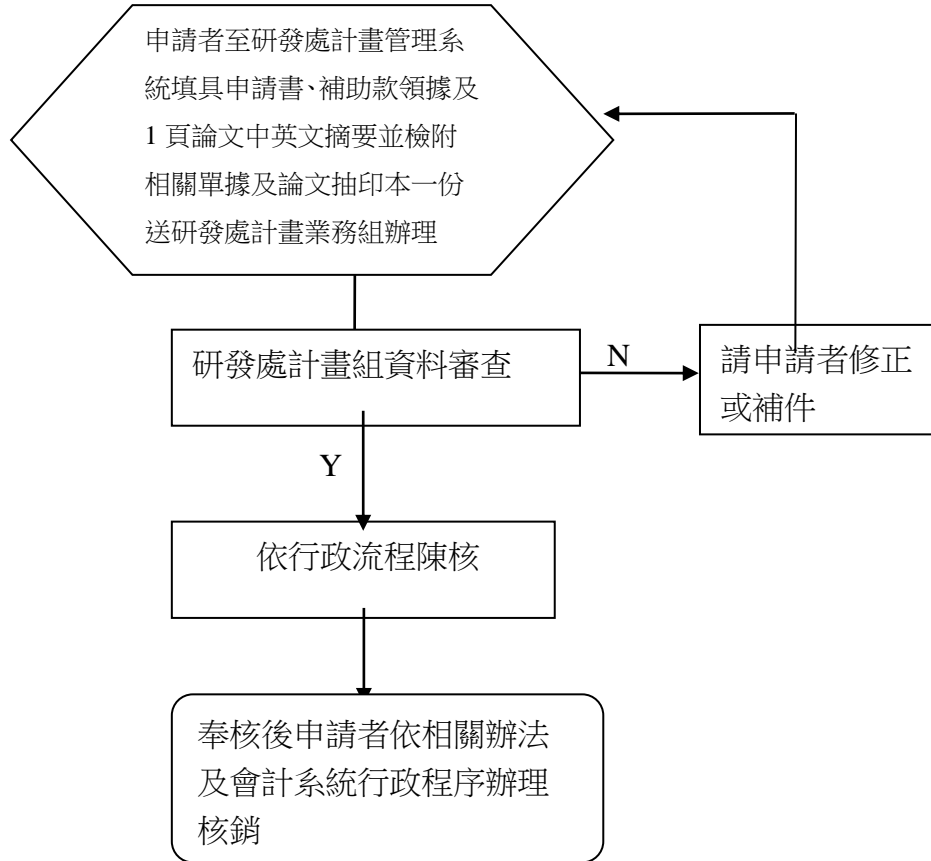 申請者至研發處計畫管理系
統填具申請書、補助款領據及
1 頁論文中英文摘要並檢附
相關單據及論文抽印本一份
送研發處計畫業務組辦理
研發處計畫組資料審查
N
請申請者修正
或補件
Y
依行政流程陳核
奉核後申請者依相關辦法
及會計系統行政程序辦理
核銷